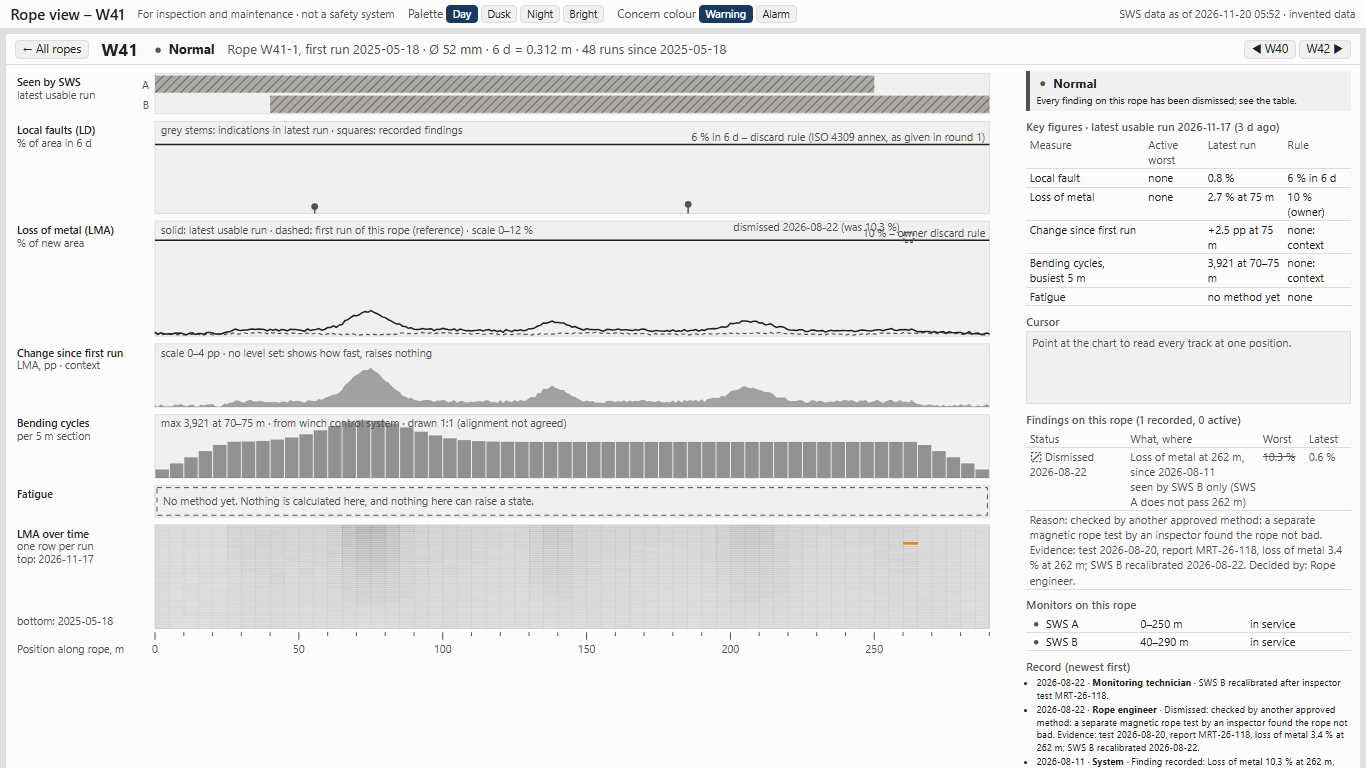 Rope view – W41 For inspection and maintenance · not a safety system Palette Day Dusk Night Bright Concern colour Warning Alarm SWS data as of 2026-11-20 05:52 · invented data
← All ropes W41 Normal Rope W41-1, first run 2025-05-18 · Ø 52 mm · 6 d = 0.312 m · 48 runs since 2025-05-18 ◀ W40 W42 ▶
Seen by SWS
latest usable run
A
B
Local faults (LD)
% of area in 6 d
grey stems: indications in latest run · squares: recorded findings
6 % in 6 d – discard rule (ISO 4309 annex, as given in round 1)
Loss of metal (LMA)
% of new area
solid: latest usable run · dashed: first run of this rope (reference) · scale 0–12 %
dismissed 2026-08-22 (was 10.3 %)
10 % – owner discard rule
Change since first run
LMA, pp · context
scale 0–4 pp · no level set: shows how fast, raises nothing
Bending cycles
per 5 m section
max 3,921 at 70–75 m · from winch control system · drawn 1:1 (alignment not agreed)
Fatigue
No method yet. Nothing is calculated here, and nothing here can raise a state.
LMA over time
one row per run
top: 2026-11-17
bottom: 2025-05-18
Position along rope, m
0 50 100 150 200 250
Normal
Every finding on this rope has been dismissed; see the table.
Key figures · latest usable run 2026-11-17 (3 d ago)
Measure Active worst Latest run Rule
Local fault none 0.8 % 6 % in 6 d
Loss of metal none 2.7 % at 75 m 10 % (owner)
Change since first run +2.5 pp at 75 m none: context
Bending cycles, busiest 5 m 3,921 at 70–75 m none: context
Fatigue no method yet none
Cursor
Point at the chart to read every track at one position.
Findings on this rope (1 recorded, 0 active)
Status What, where Worst Latest
Dismissed 2026-08-22 Loss of metal at 262 m, since 2026-08-11 10.3 % 0.6 %
seen by SWS B only (SWS
A does not pass 262 m)
Reason: checked by another approved method: a separate
magnetic rope test by an inspector found the rope not bad.
Evidence: test 2026-08-20, report MRT-26-118, loss of metal 3.4
% at 262 m; SWS B recalibrated 2026-08-22. Decided by: Rope
engineer.
Monitors on this rope
SWS A 0–250 m in service
SWS B 40–290 m in service
Record (newest first)
2026-08-22 · Monitoring technician · SWS B recalibrated after inspector
test MRT-26-118.
2026-08-22 · Rope engineer · Dismissed: checked by another approved
method: a separate magnetic rope test by an inspector found the rope not
bad. Evidence: test 2026-08-20, report MRT-26-118, loss of metal 3.4 % at
262 m; SWS B recalibrated 2026-08-22.
2026-08-11 · System · Finding recorded: Loss of metal 10.3 % at 262 m,